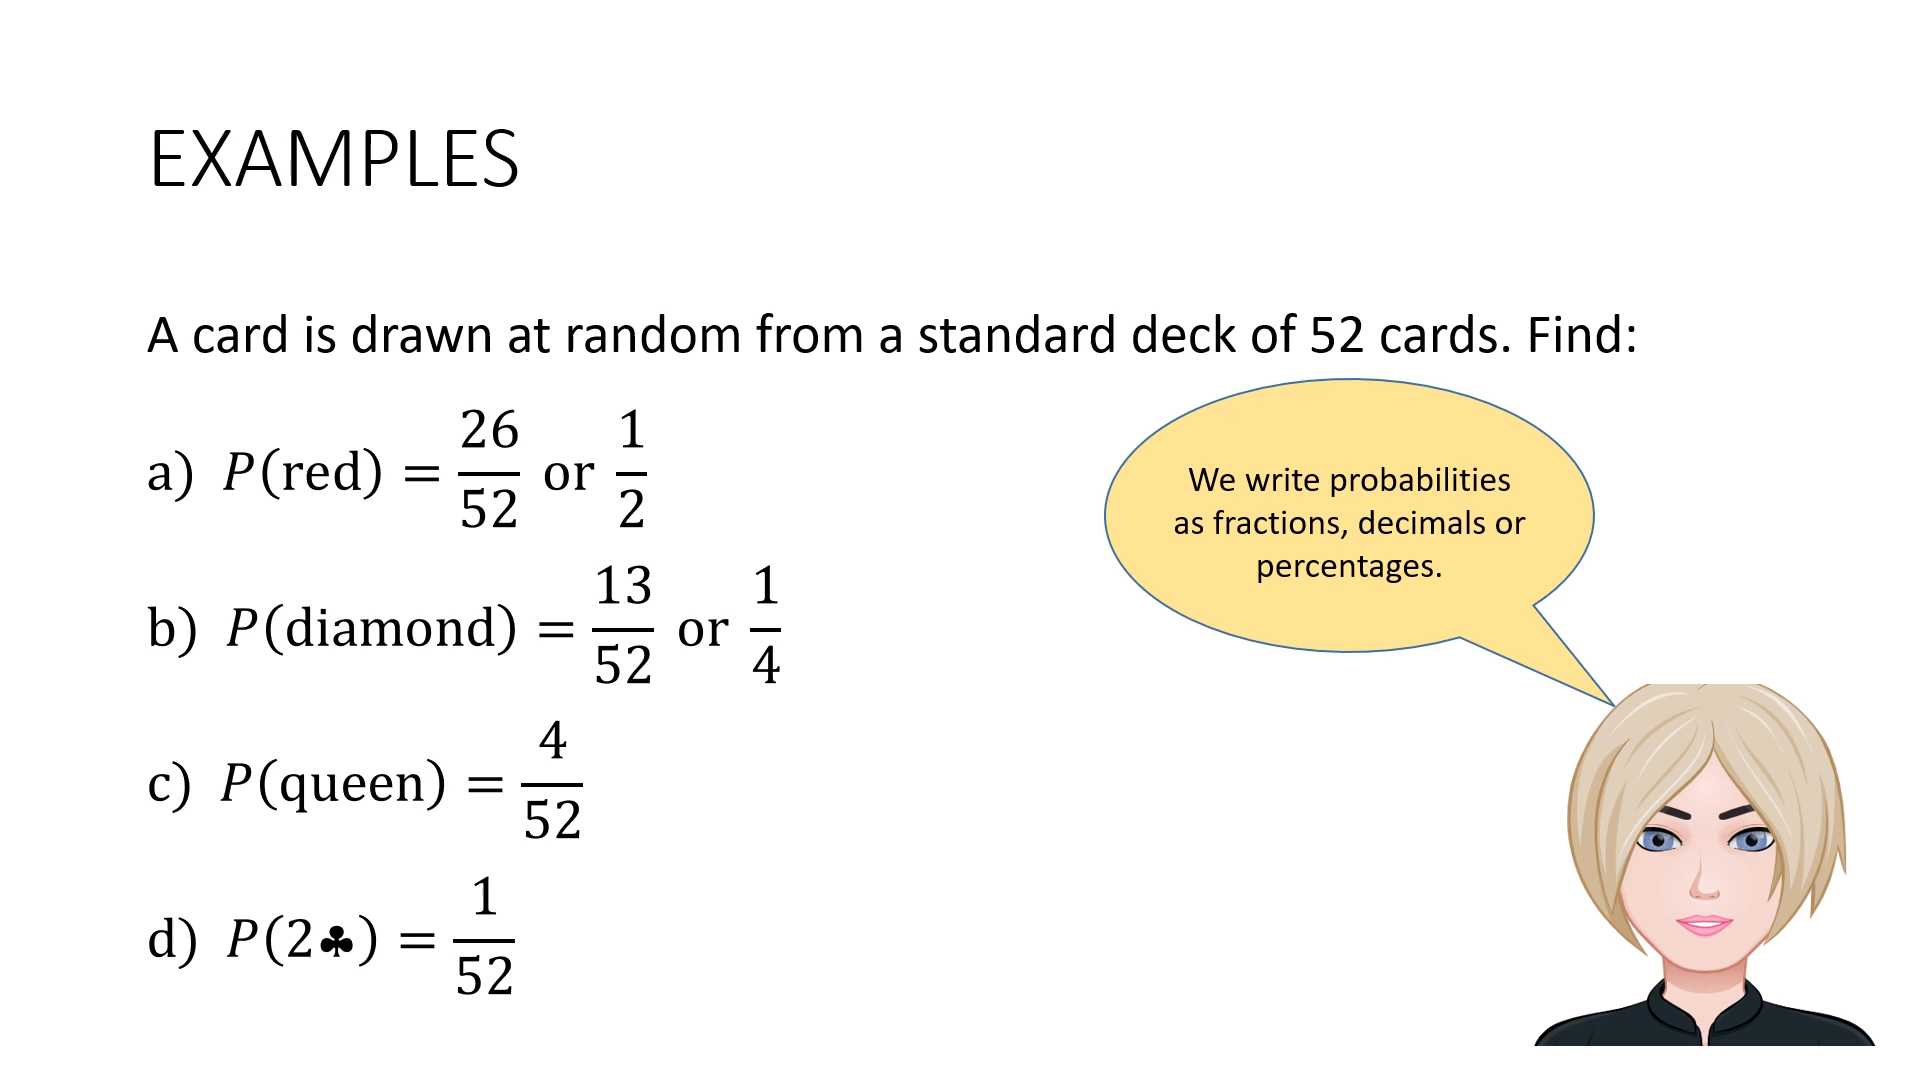 EXAMPLES
A card is drawn at random from a standard deck of 52 cards. Find:
a) P(red) = 26/52 or 1/2
We write probabilities
as fractions, decimals or
percentages.
b) P(diamond) = 13/52 or 1/4
c) P(queen) = 4/52
d) P(2♣) = 1/52